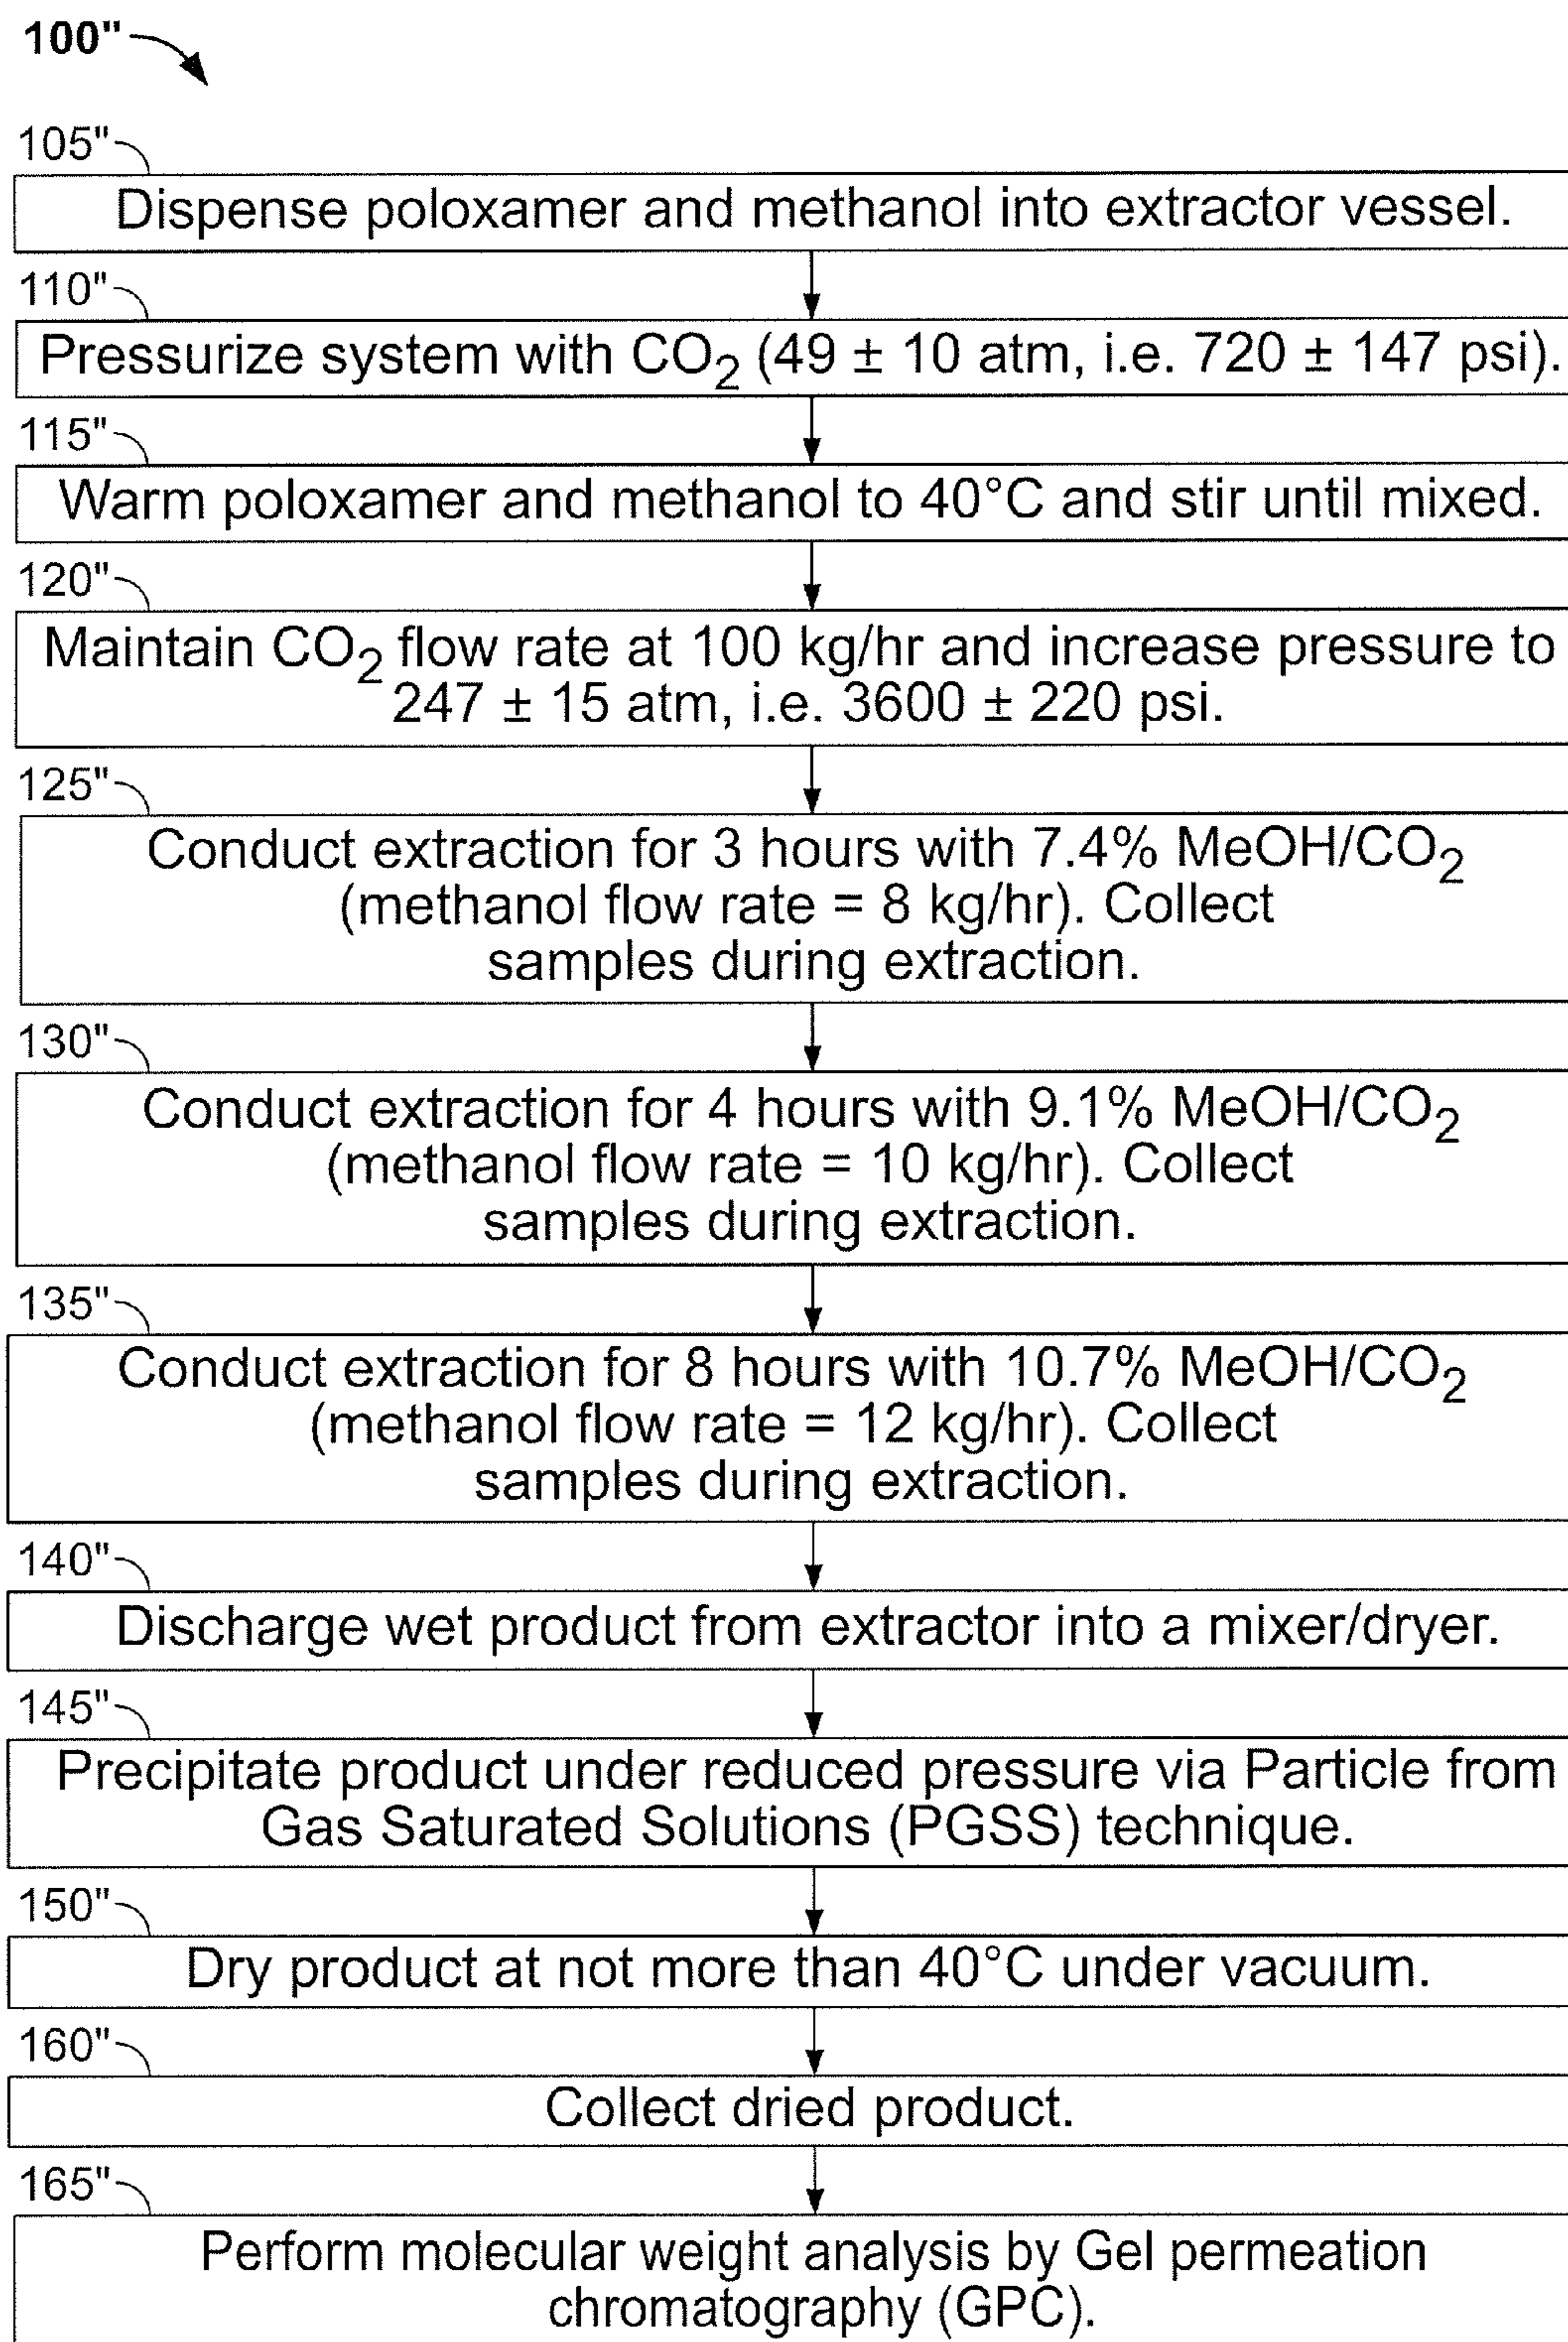 100"
105"
Dispense poloxamer and methanol into extractor vessel.
110"
Pressurize system with CO₂ (49 ± 10 atm, i.e. 720 ± 147 psi).
115"
Warm poloxamer and methanol to 40°C and stir until mixed.
120"
Maintain CO₂ flow rate at 100 kg/hr and increase pressure to
247 ± 15 atm, i.e. 3600 ± 220 psi.
125"
Conduct extraction for 3 hours with 7.4% MeOH/CO₂
(methanol flow rate = 8 kg/hr). Collect
samples during extraction.
130"
Conduct extraction for 4 hours with 9.1% MeOH/CO₂
(methanol flow rate = 10 kg/hr). Collect
samples during extraction.
135"
Conduct extraction for 8 hours with 10.7% MeOH/CO₂
(methanol flow rate = 12 kg/hr). Collect
samples during extraction.
140"
Discharge wet product from extractor into a mixer/dryer.
145"
Precipitate product under reduced pressure via Particle from
Gas Saturated Solutions (PGSS) technique.
150"
Dry product at not more than 40°C under vacuum.
160"
Collect dried product.
165"
Perform molecular weight analysis by Gel permeation
chromatography (GPC).